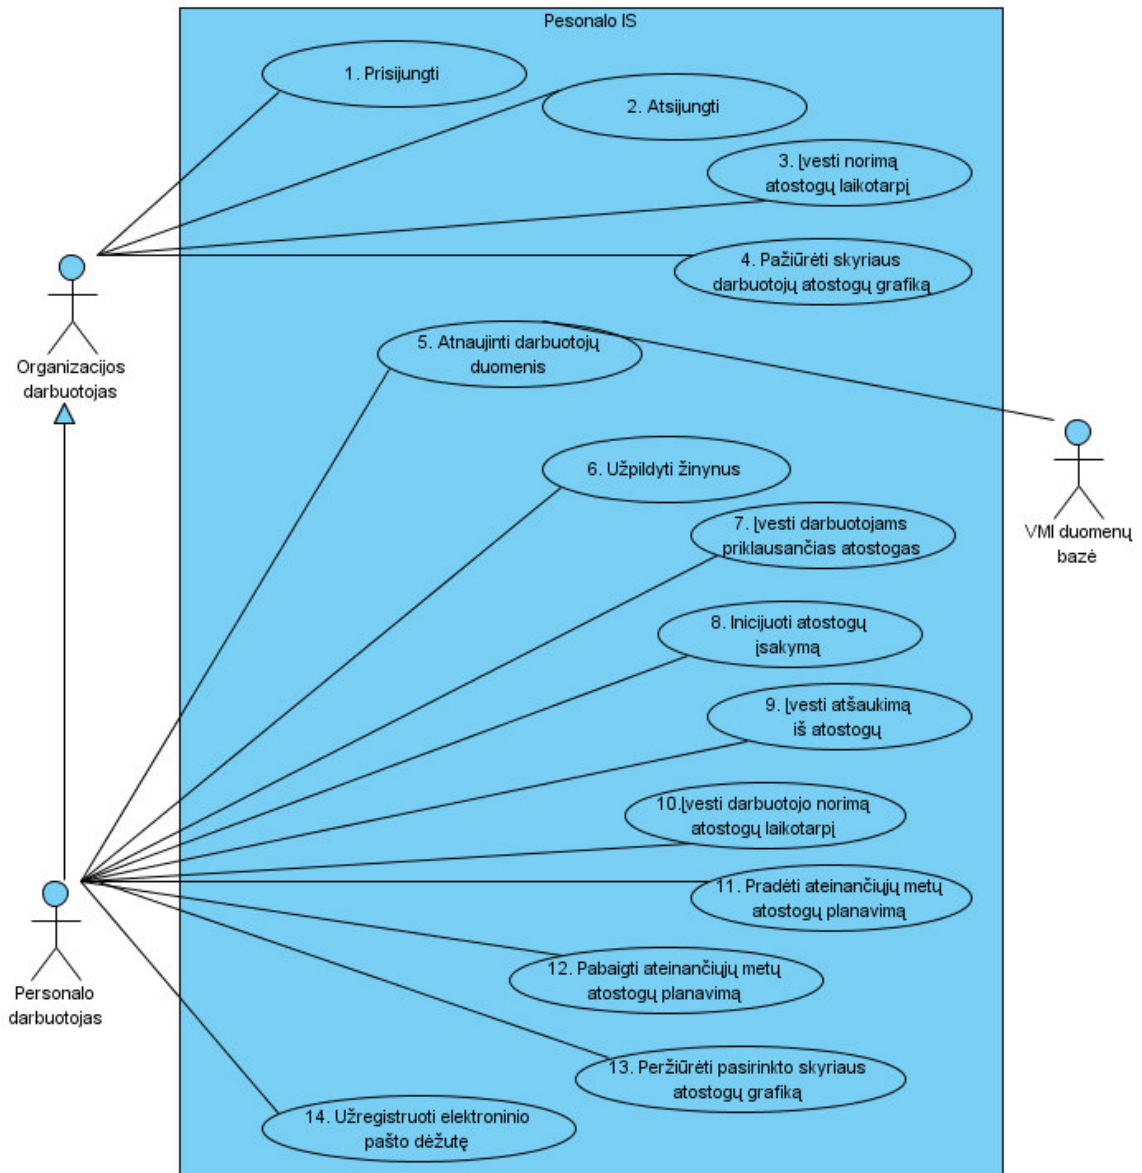 Pesonalo IS
1. Prisijungti
2. Atsijungti
3. Įvesti norimą
atostogų laikotarpį
4. Pažiūrėti skyriaus
darbuotojų atostogų grafiką
Organizacijos
darbuotojas
5. Atnaujinti darbuotojų
duomenis
6. Užpildyti žinynus
VMI duomenų
bazė
7. Įvesti darbuotojams
priklausančias atostogas
8. Inicijuoti atostogų
įsakymą
9. Įvesti atšaukimą
iš atostogų
10.Įvesti darbuotojo norimą
atostogų laikotarpį
11. Pradėti ateinančiųjų metų
atostogų planavimą
12. Pabaigti ateinančiųjų metų
atostogų planavimą
Personalo
darbuotojas
13. Peržiūrėti pasirinkto skyriaus
atostogų grafiką
14. Užregistruoti elektroninio
pašto dėžutę